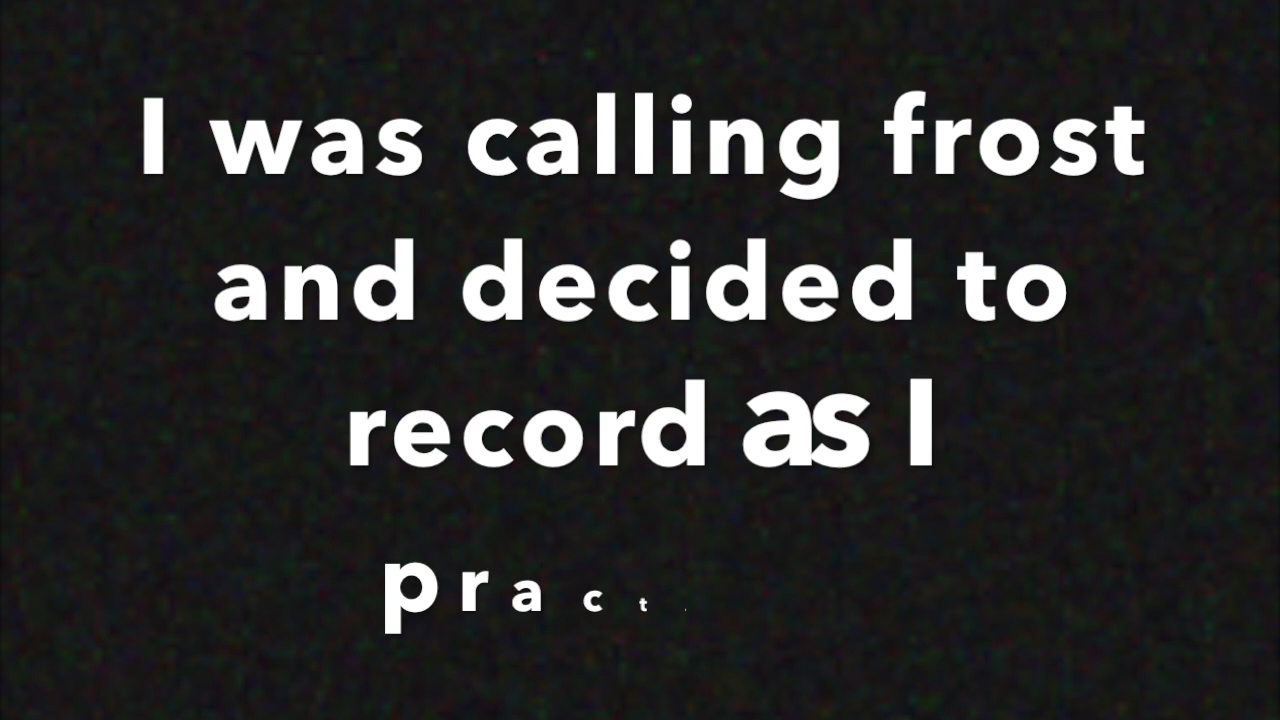 I was calling frost
and decided to
record as I
pract